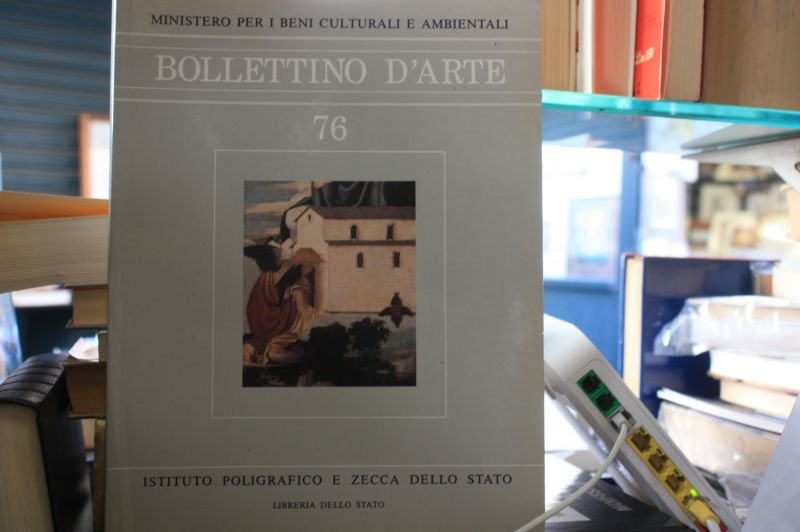 MINISTERO PER I BENI CULTURALI E AMBIENTALI
BOLLETTINO D'ARTE
76
ISTITUTO POLIGRAFICO E ZECCA DELLO STATO
LIBRERIA DELLO STATO